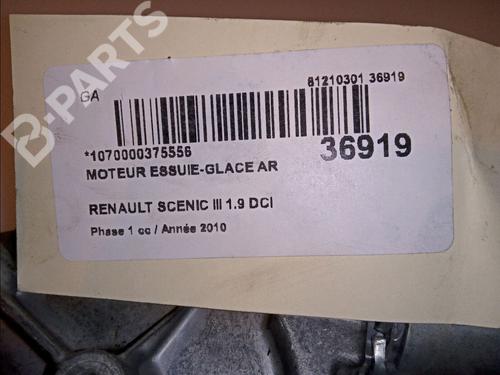 B-PARTS
GA
81210301 36919
*1070000375556
36919
MOTEUR ESSUIE-GLACE AR
RENAULT SCENIC III 1.9 DCI
Phase 1 cc / Année 2010